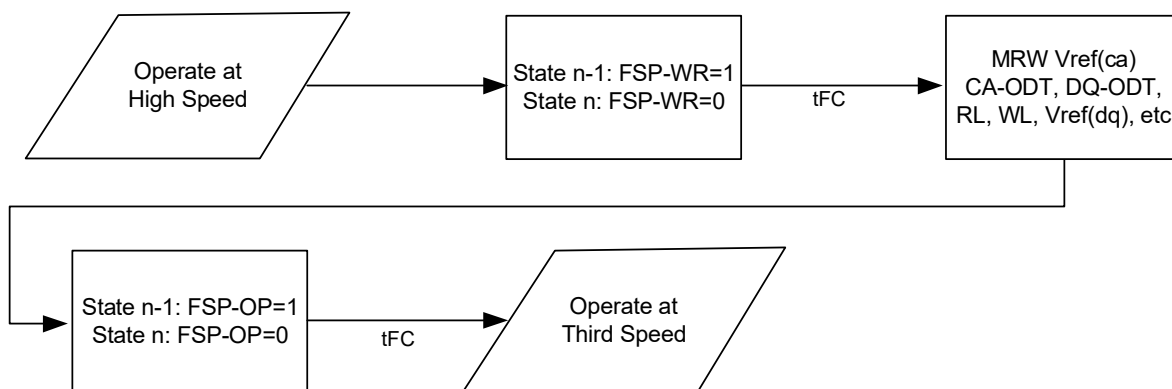 Operate at
High Speed
State n-1: FSP-WR=1
State n: FSP-WR=0
tFC
MRW Vref(ca)
CA-ODT, DQ-ODT,
RL, WL, Vref(dq), etc
State n-1: FSP-OP=1
State n: FSP-OP=0
tFC
Operate at
Third Speed